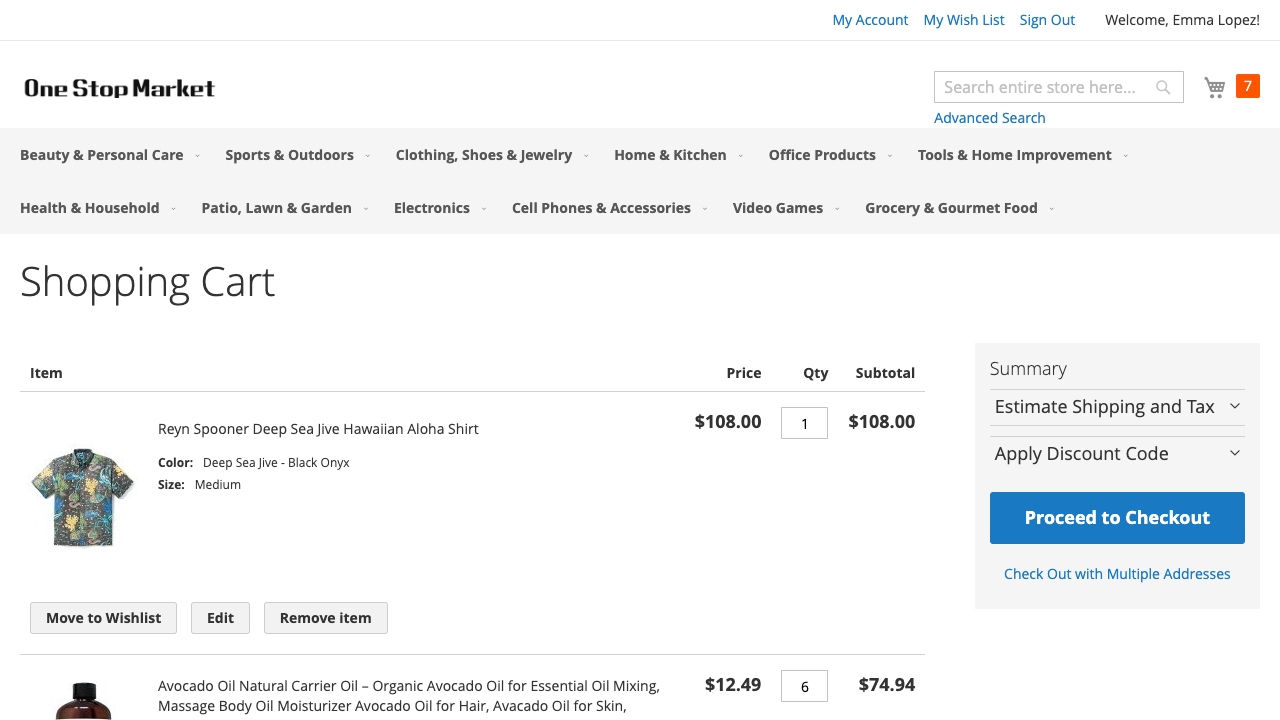 My Account My Wish List Sign Out Welcome, Emma Lopez!
One Stop Market
Search entire store here... 7
Advanced Search
Beauty & Personal Care Sports & Outdoors Clothing, Shoes & Jewelry Home & Kitchen Office Products Tools & Home Improvement
Health & Household Patio, Lawn & Garden Electronics Cell Phones & Accessories Video Games Grocery & Gourmet Food
Shopping Cart
Item Price Qty Subtotal
Reyn Spooner Deep Sea Jive Hawaiian Aloha Shirt $108.00 1 $108.00
Color: Deep Sea Jive - Black Onyx
Size: Medium
Move to Wishlist Edit Remove item
Avocado Oil Natural Carrier Oil – Organic Avocado Oil for Essential Oil Mixing, $12.49 6 $74.94
Massage Body Oil Moisturizer Avocado Oil for Hair, Avacado Oil for Skin,
Summary
Estimate Shipping and Tax
Apply Discount Code
Proceed to Checkout
Check Out with Multiple Addresses